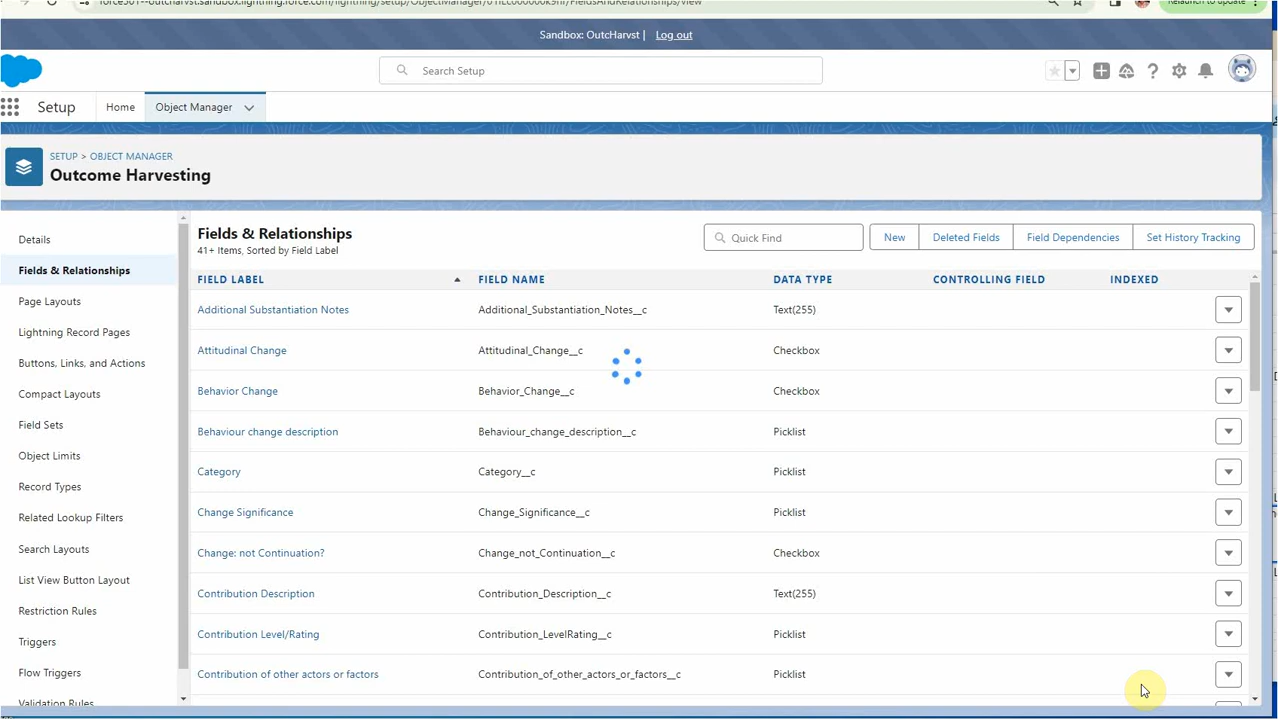 Relaunch to update
Sandbox: OutcHarvst | Log out
Search Setup
Setup Home Object Manager
SETUP > OBJECT MANAGER
Outcome Harvesting
Details
Fields & Relationships
Page Layouts
Lightning Record Pages
Buttons, Links, and Actions
Compact Layouts
Field Sets
Object Limits
Record Types
Related Lookup Filters
Search Layouts
List View Button Layout
Restriction Rules
Triggers
Flow Triggers
Validation Rules
Fields & Relationships
41+ Items, Sorted by Field Label
Quick Find New Deleted Fields Field Dependencies Set History Tracking
FIELD LABEL FIELD NAME DATA TYPE CONTROLLING FIELD INDEXED
Additional Substantiation Notes Additional_Substantiation_Notes__c Text(255)
Attitudinal Change Attitudinal_Change__c Checkbox
Behavior Change Behavior_Change__c Checkbox
Behaviour change description Behaviour_change_description__c Picklist
Category Category__c Picklist
Change Significance Change_Significance__c Picklist
Change: not Continuation? Change_not_Continuation__c Checkbox
Contribution Description Contribution_Description__c Text(255)
Contribution Level/Rating Contribution_LevelRating__c Picklist
Contribution of other actors or factors Contribution_of_other_actors_or_factors__c Picklist